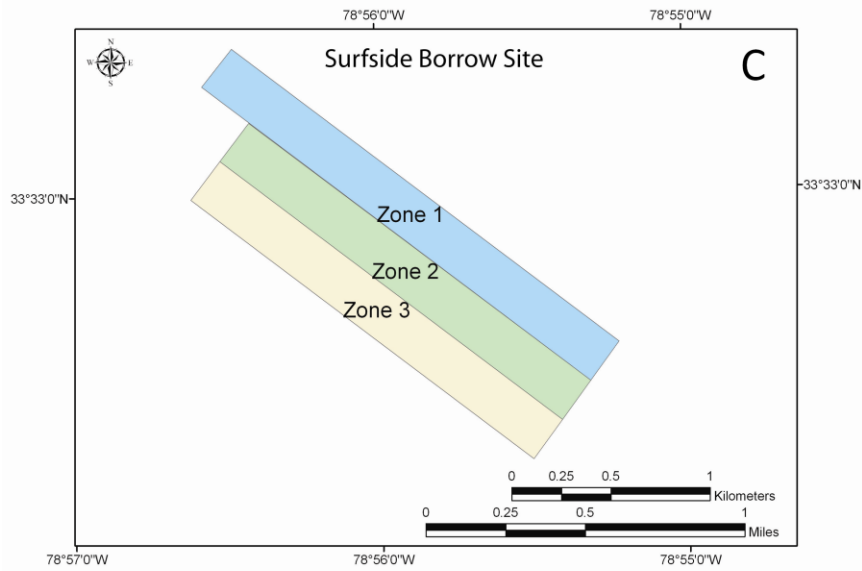 78°56'0"W 78°55'0"W
N
W E
S
Surfside Borrow Site
C
33°33'0"N
33°33'0"N
Zone 1
Zone 2
Zone 3
0 0.25 0.5 1
Kilometers
0 0.25 0.5 1
Miles
78°57'0"W 78°56'0"W 78°55'0"W